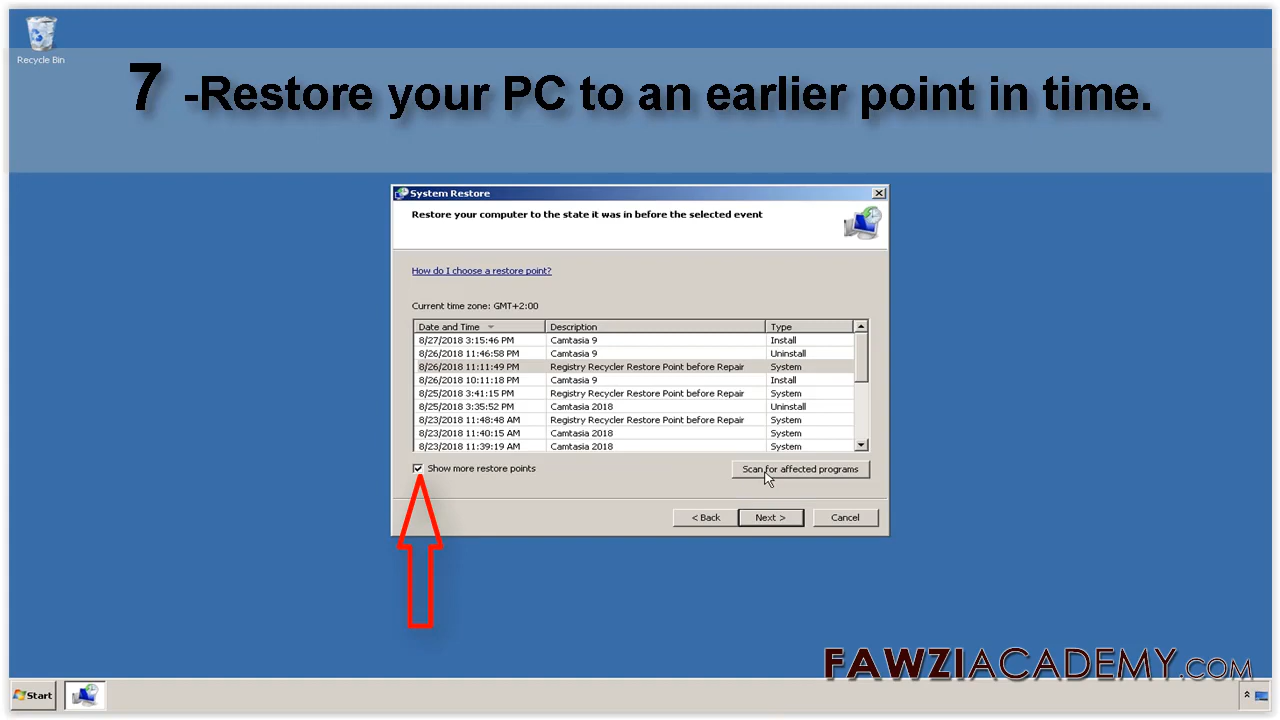 Recycle Bin
7 -Restore your PC to an earlier point in time.
System Restore
Restore your computer to the state it was in before the selected event
How do I choose a restore point?
Current time zone: GMT+2:00
Date and Time Description Type
8/27/2018 3:15:46 PM Camtasia 9 Install
8/26/2018 11:46:58 PM Camtasia 9 Uninstall
8/26/2018 11:11:49 PM Registry Recycler Restore Point before Repair System
8/26/2018 10:11:18 PM Camtasia 9 Install
8/25/2018 3:41:15 PM Registry Recycler Restore Point before Repair System
8/25/2018 3:35:52 PM Camtasia 2018 Uninstall
8/23/2018 11:48:48 AM Registry Recycler Restore Point before Repair System
8/23/2018 11:40:15 AM Camtasia 2018 System
8/23/2018 11:39:19 AM Camtasia 2018 System
Show more restore points Scan for affected programs
< Back Next > Cancel
FAWZIACADEMY.COM
Start